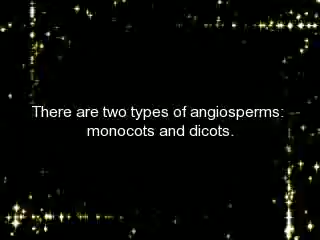 There are two types of angiosperms:
monocots and dicots.